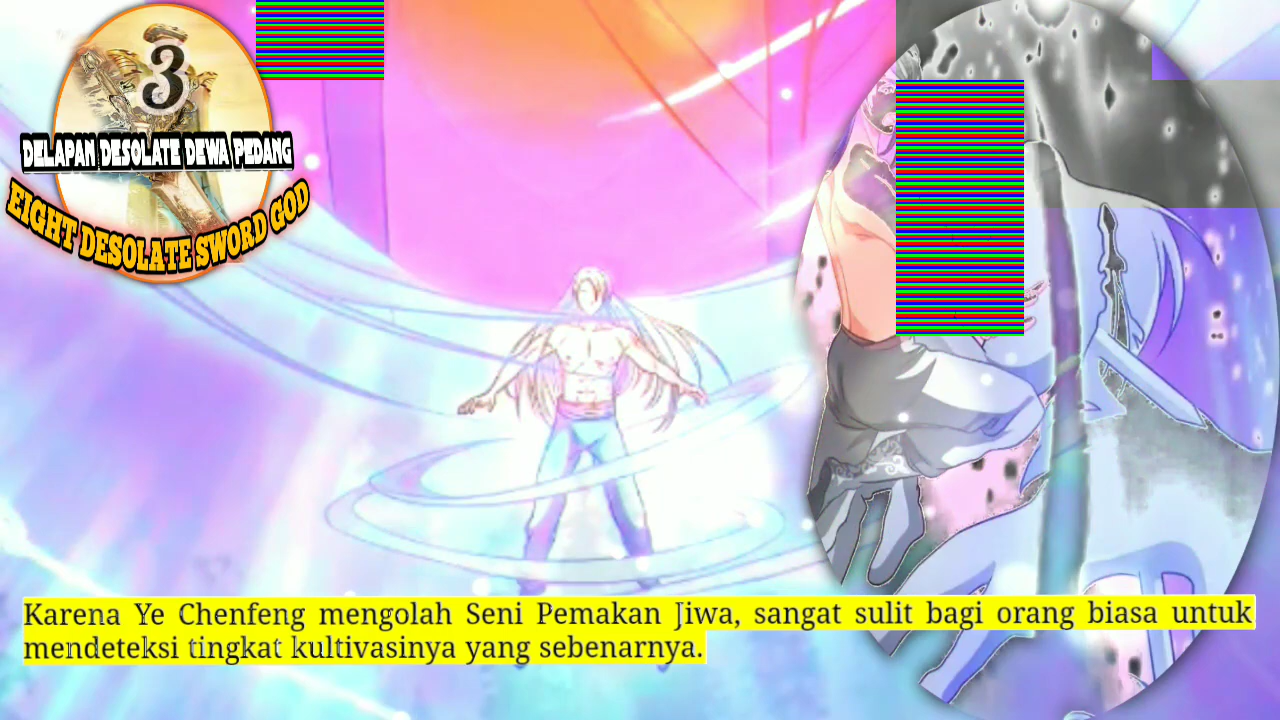 3
DELAPAN DESOLATE DEWA PEDANG
EIGHT DESOLATE SWORD GOD
Karena Ye Chenfeng mengolah Seni Pemakan Jiwa, sangat sulit bagi orang biasa untuk
mendeteksi tingkat kultivasinya yang sebenarnya.